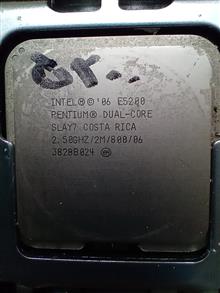 INTEL®©'06 E5200
PENTIUM® DUAL-CORE
SLAY7 COSTA RICA
2.50GHZ/2M/800/06
3828B024